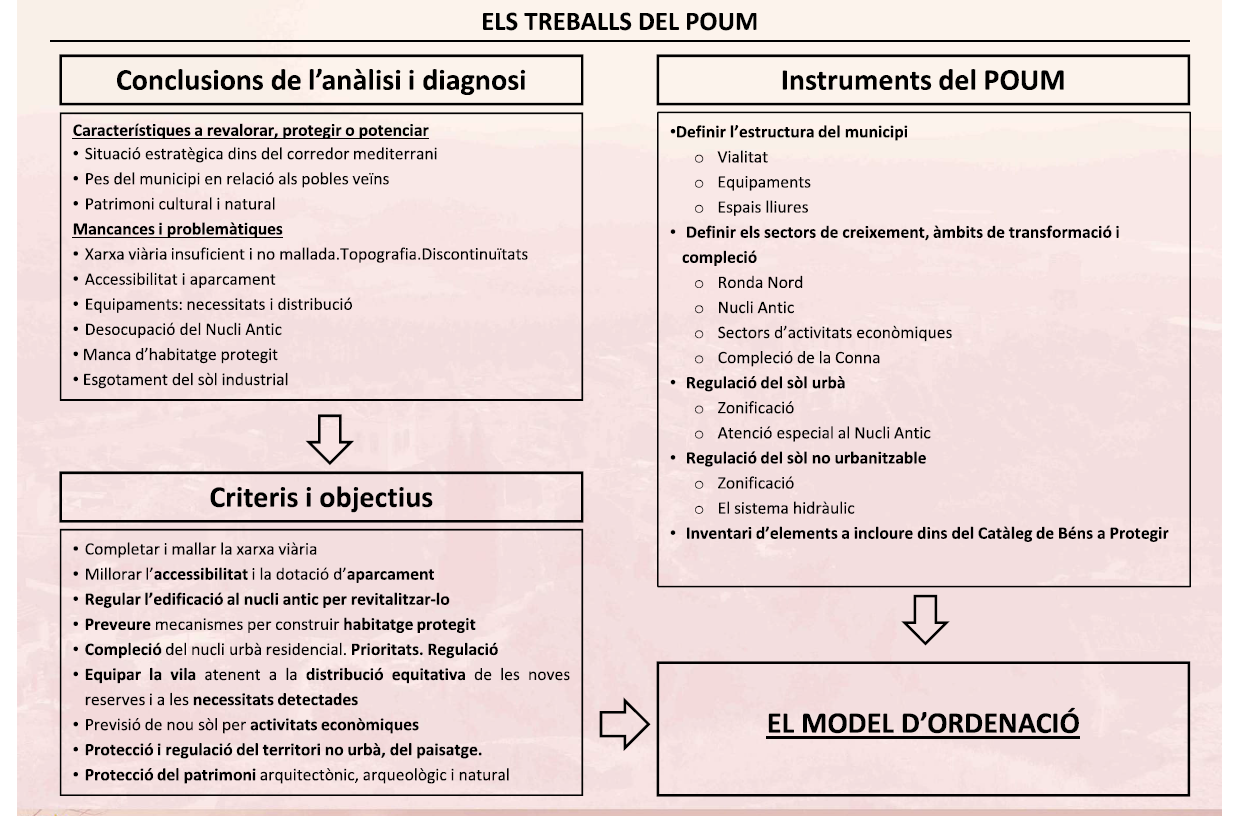 ELS TREBALLS DEL POUM
Conclusions de l'anàlisi i diagnosi
Característiques a revalorar, protegir o potenciar
• Situació estratègica dins del corredor mediterrani
• Pes del municipi en relació als pobles veïns
• Patrimoni cultural i natural
Mancances i problemàtiques
• Xarxa viària insuficient i no mallada.Topografia.Discontinuïtats
• Accessibilitat i aparcament
• Equipaments: necessitats i distribució
• Desocupació del Nucli Antic
• Manca d'habitatge protegit
• Esgotament del sòl industrial
Criteris i objectius
• Completar i mallar la xarxa viària
• Millorar l'accessibilitat i la dotació d'aparcament
• Regular l'edificació al nucli antic per revitalitzar-lo
• Preveure mecanismes per construir habitatge protegit
• Compleció del nucli urbà residencial. Prioritats. Regulació
• Equipar la vila atenent a la distribució equitativa de les noves
reserves i a les necessitats detectades
• Previsió de nou sòl per activitats econòmiques
• Protecció i regulació del territori no urbà, del paisatge.
• Protecció del patrimoni arquitectònic, arqueològic i natural
Instruments del POUM
•Definir l'estructura del municipi
o Vialitat
o Equipaments
o Espais lliures
• Definir els sectors de creixement, àmbits de transformació i
compleció
o Ronda Nord
o Nucli Antic
o Sectors d'activitats econòmiques
o Compleció de la Conna
• Regulació del sòl urbà
o Zonificació
o Atenció especial al Nucli Antic
• Regulació del sòl no urbanitzable
o Zonificació
o El sistema hidràulic
• Inventari d'elements a incloure dins del Catàleg de Béns a Protegir
EL MODEL D'ORDENACIÓ